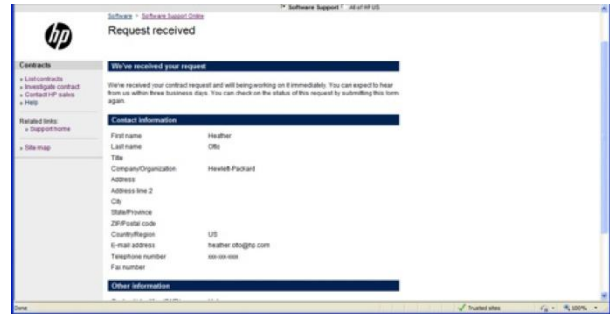 Software Support All of HP US
Software > Software Support Online
Request received
hp
Contracts
» List contracts
» Investigate contract
» Contact HP sales
» Help
Related links:
» Support home
» Site map
We've received your request
We've received your contract request and will being working on it immediately. You can expect to hear
from us within three business days. You can check on the status of this request by submitting this form
again.
Contact information
First name Heather
Last name Otto
Title
Company/Organization Hewlett-Packard
Address
Address line 2
City
State/Province
ZIP/Postal code
Country/Region US
E-mail address heather.otto@hp.com
Telephone number xxx-xxx-xxxx
Fax number
Other information
Done
Trusted sites
100%